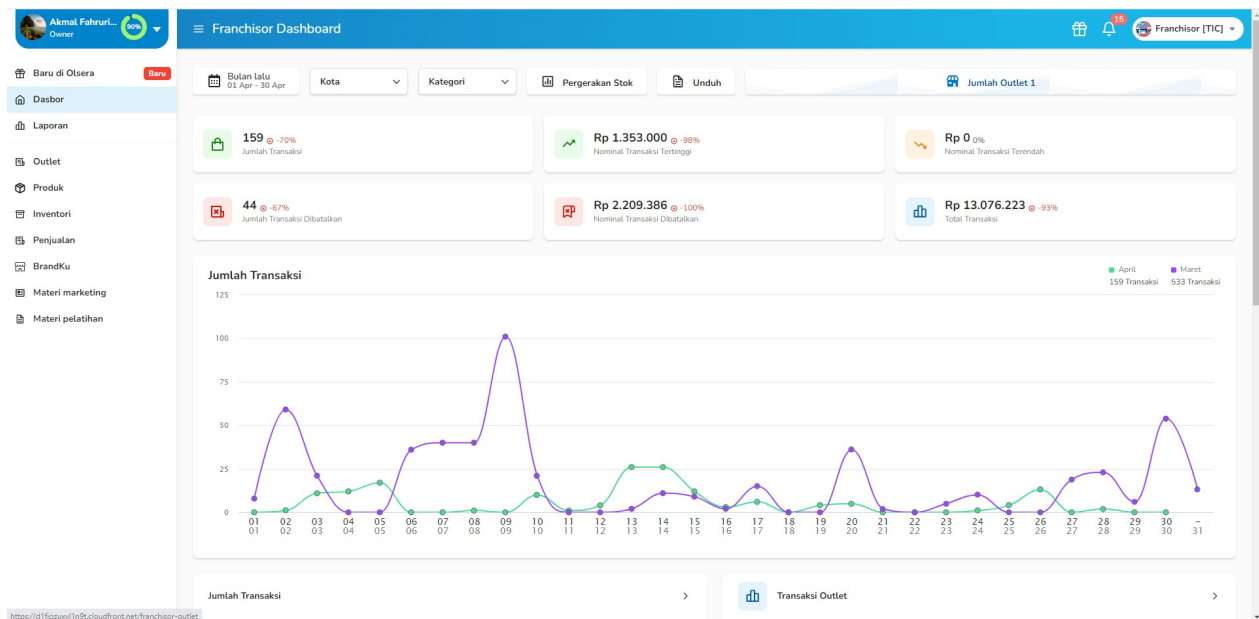 Akmal Fahruri...
Owner
90%
Franchisor Dashboard
15
Franchisor [TIC]
Baru di Olsera
Baru
Dasbor
Laporan
Outlet
Produk
Inventori
Penjualan
BrandKu
Materi marketing
Materi pelatihan
Bulan lalu
01 Apr - 30 Apr
Kota
Kategori
Pergerakan Stok
Unduh
Jumlah Outlet 1
159 -70%
Jumlah Transaksi
Rp 1.353.000 -98%
Nominal Transaksi Tertinggi
Rp 0 0%
Nominal Transaksi Terendah
44 -67%
Jumlah Transaksi Dibatalkan
Rp 2.209.386 -100%
Nominal Transaksi Dibatalkan
Rp 13.076.223 -93%
Total Transaksi
Jumlah Transaksi
April
159 Transaksi
Maret
533 Transaksi
125
100
75
50
25
0
01 02 03 04 05 06 07 08 09 10 11 12 13 14 15 16 17 18 19 20 21 22 23 24 25 26 27 28 29 30 -
01 02 03 04 05 06 07 08 09 10 11 12 13 14 15 16 17 18 19 20 21 22 23 24 25 26 27 28 29 30 31
Jumlah Transaksi
Transaksi Outlet